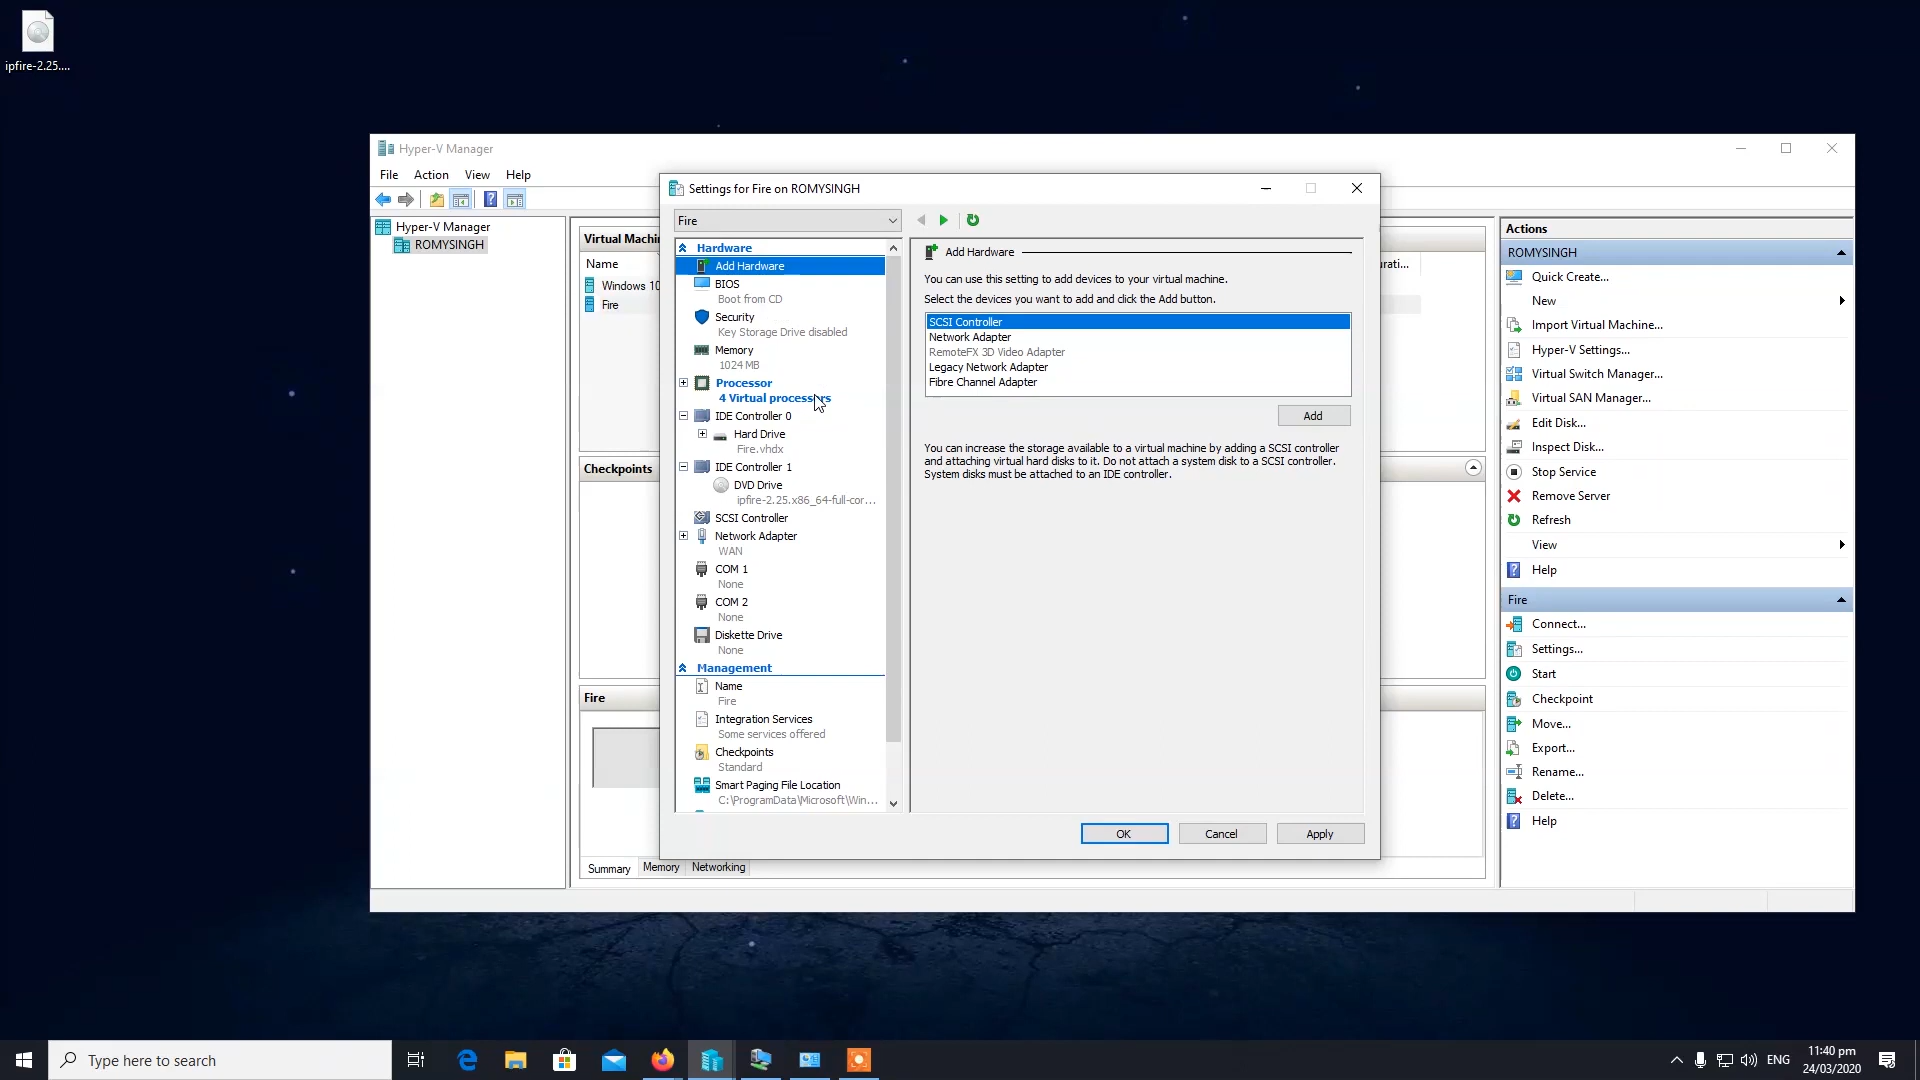 ipfire-2.25....
Hyper-V Manager
File Action View Help
Hyper-V Manager
ROMYSINGH
Virtual Machin
Name
Windows 10
Fire
Checkpoints
Fire
Summary Memory Networking
Settings for Fire on ROMYSINGH
Fire
Hardware
Add Hardware
BIOS
Boot from CD
Security
Key Storage Drive disabled
Memory
1024 MB
Processor
4 Virtual processors
IDE Controller 0
Hard Drive
Fire.vhdx
IDE Controller 1
DVD Drive
ipfire-2.25.x86_64-full-cor...
SCSI Controller
Network Adapter
WAN
COM 1
None
COM 2
None
Diskette Drive
None
Management
Name
Fire
Integration Services
Some services offered
Checkpoints
Standard
Smart Paging File Location
C:\ProgramData\Microsoft\Win...
Add Hardware
You can use this setting to add devices to your virtual machine.
Select the devices you want to add and click the Add button.
SCSI Controller
Network Adapter
RemoteFX 3D Video Adapter
Legacy Network Adapter
Fibre Channel Adapter
Add
You can increase the storage available to a virtual machine by adding a SCSI controller
and attaching virtual hard disks to it. Do not attach a system disk to a SCSI controller.
System disks must be attached to an IDE controller.
OK Cancel Apply
Actions
ROMYSINGH
Quick Create...
New
Import Virtual Machine...
Hyper-V Settings...
Virtual Switch Manager...
Virtual SAN Manager...
Edit Disk...
Inspect Disk...
Stop Service
Remove Server
Refresh
View
Help
Fire
Connect...
Settings...
Start
Checkpoint
Move...
Export...
Rename...
Delete...
Help
Type here to search
ENG
11:40 pm
24/03/2020